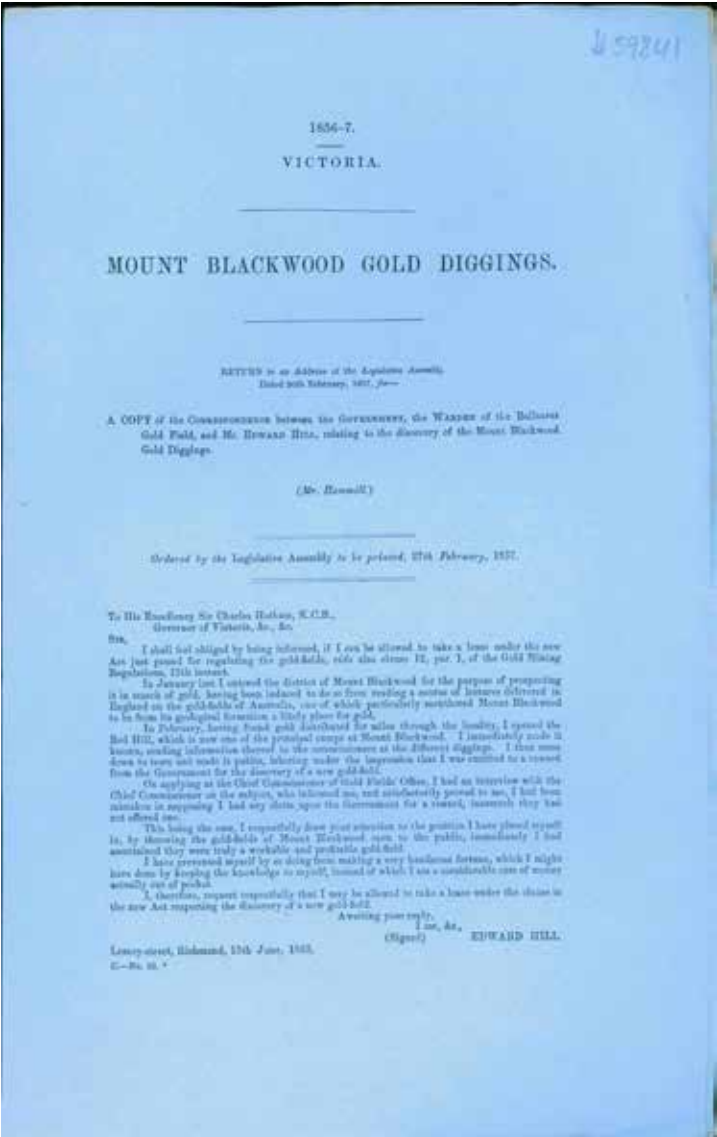 1856-7.
VICTORIA.
MOUNT BLACKWOOD GOLD DIGGINGS.
RETURN to an Address of the Legislative Assembly,
Dated February, 1857, for—
A COPY of the CORRESPONDENCE between the GOVERNMENT, the WARDEN of the Ballaarat
Gold Field, and Mr. EDWARD HILL, relating to the discovery of the Mount Blackwood
Gold Diggings.
(Mr. Hammill.)
Ordered by the Legislative Assembly to be printed, 27th February, 1857.
To His Excellency Sir Charles Hotham, K.C.B.,
Governor of Victoria, &c., &c.
SIR,
I shall feel obliged by being informed, if I can be allowed to take a lease under the new
Act just passed for regulating the gold-fields, vide also clause 12, par. 1, of the Gold Mining
Regulations, instant.
In January last I entered the district of Mount Blackwood for the purpose of prospecting
it in search of gold, having been induced to do so from reading a series of lectures delivered in
England on the gold-fields of Australia, one of which particularly mentioned Mount Blackwood
to be from its geological formation a likely place for gold.
In February, having found gold distributed for miles through the locality, I opened the
Red Hill, which is now one of the principal camps at Mount Blackwood. I immediately made it
known, sending information thereof to the commissioners at the different diggings. I then came
down to town and made it public, laboring under the impression that I was entitled to a reward
from the Government for the discovery of a new gold-field.
On applying at the Chief Commissioner of Gold Fields' Office, I had an interview with the
Chief Commissioner on the subject, who informed me, and satisfactorily proved to me, I had been
mistaken in supposing I had any claim upon the Government for a reward, inasmuch they had
not offered one.
This being the case, I respectfully draw your attention to the position I have placed myself
in, by throwing the gold-fields of Mount Blackwood open to the public, immediately I had
ascertained they were truly a workable and profitable gold-field.
I have prevented myself by so doing from making a very handsome fortune, which I might
have done by keeping the knowledge to myself, instead of which I am a considerable sum of money
actually out of pocket.
I, therefore, request respectfully that I may be allowed to take a lease under the clause in
the new Act respecting the discovery of a new gold-field.
Awaiting your reply,
I am, &c.,
(Signed) EDWARD HILL.
Richmond, June,